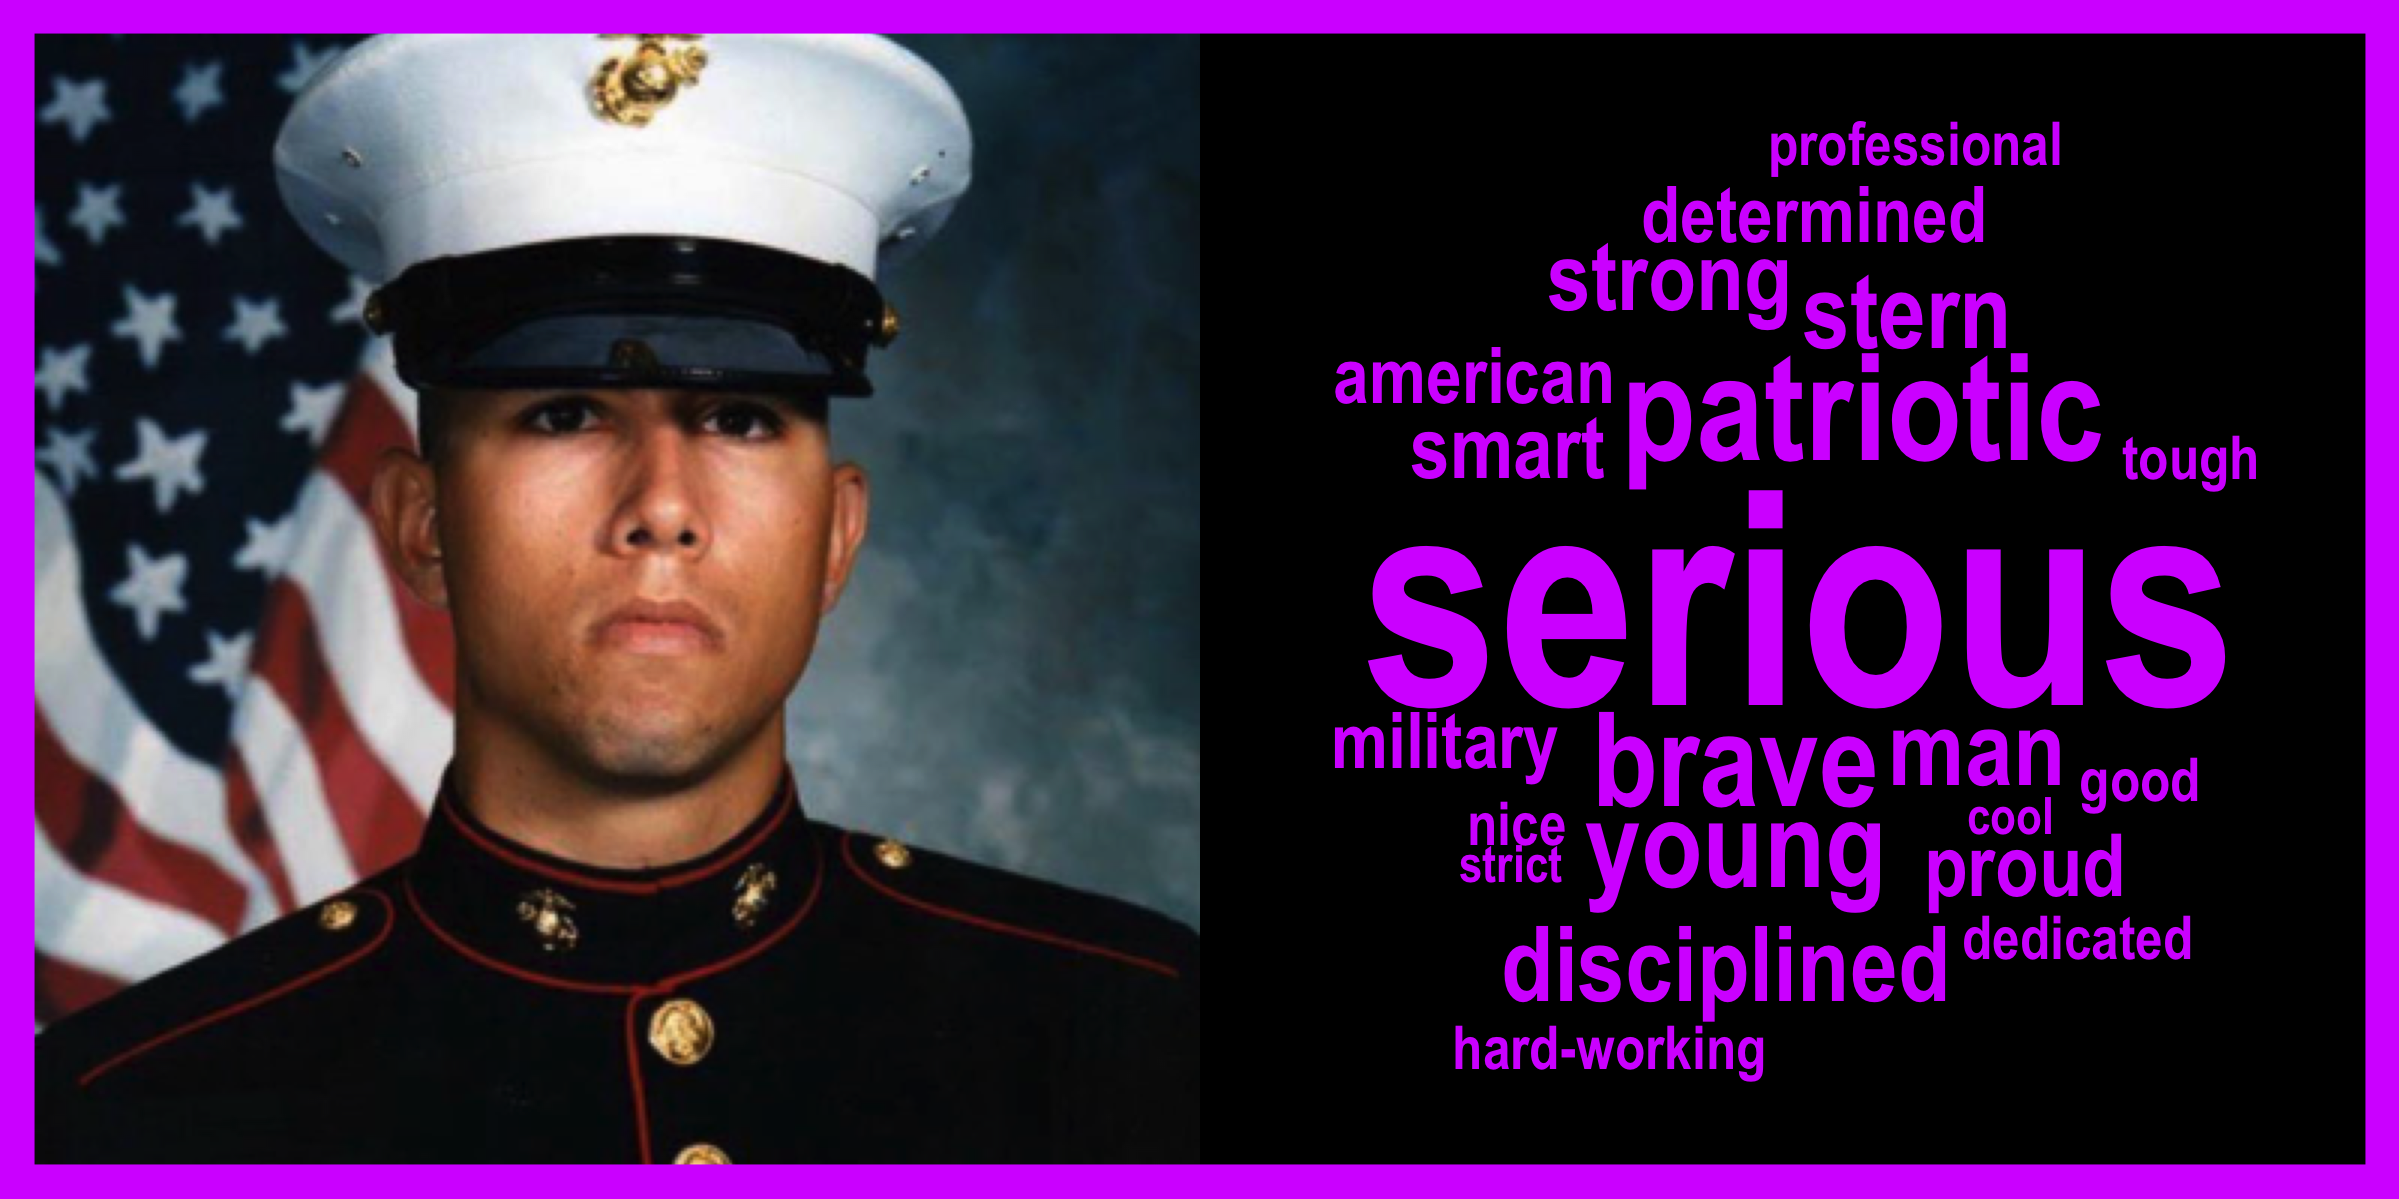 professional
determined
strong stern
american patriotic
smart tough
serious
military brave man good
nice cool
strict young proud
disciplined dedicated
hard-working